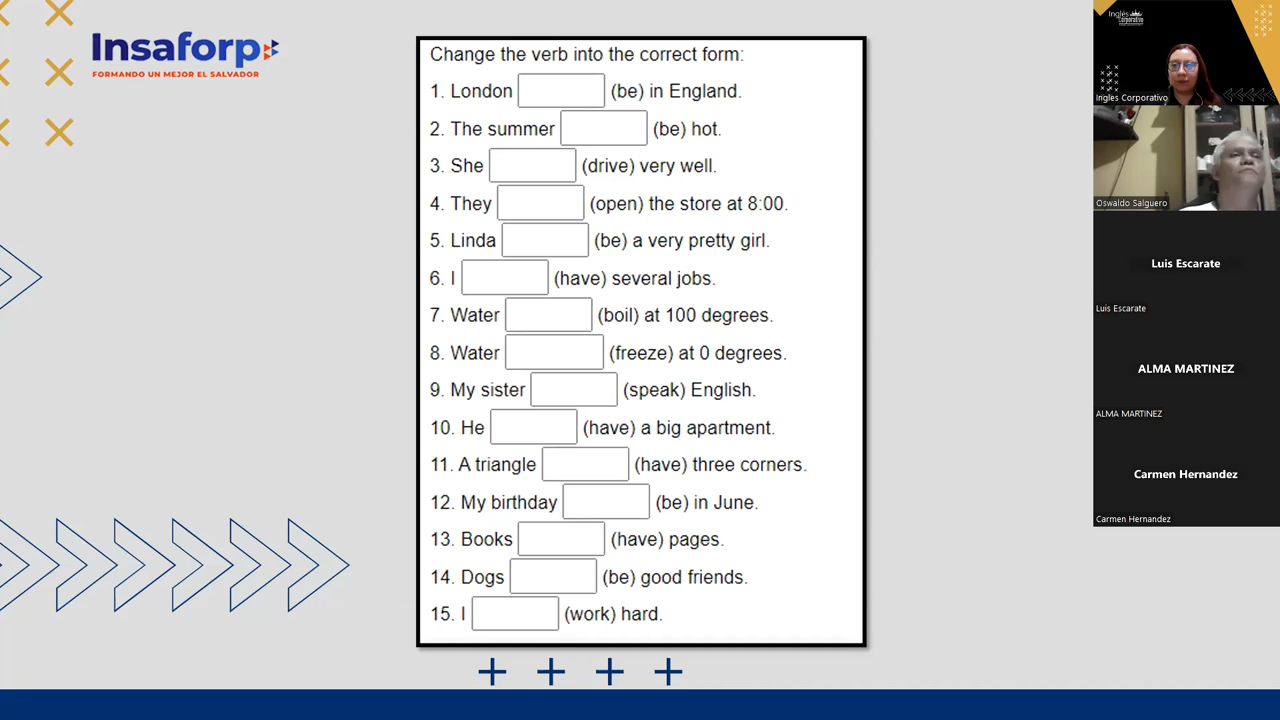 Insaforp
FORMANDO UN MEJOR EL SALVADOR
Change the verb into the correct form:
1. London (be) in England.
2. The summer (be) hot.
3. She (drive) very well.
4. They (open) the store at 8:00.
5. Linda (be) a very pretty girl.
6. I (have) several jobs.
7. Water (boil) at 100 degrees.
8. Water (freeze) at 0 degrees.
9. My sister (speak) English.
10. He (have) a big apartment.
11. A triangle (have) three corners.
12. My birthday (be) in June.
13. Books (have) pages.
14. Dogs (be) good friends.
15. I (work) hard.
Inglés
Corporativo
Ingles Corporativo
Oswaldo Salguero
Luis Escarate
Luis Escarate
ALMA MARTINEZ
ALMA MARTINEZ
Carmen Hernandez
Carmen Hernandez